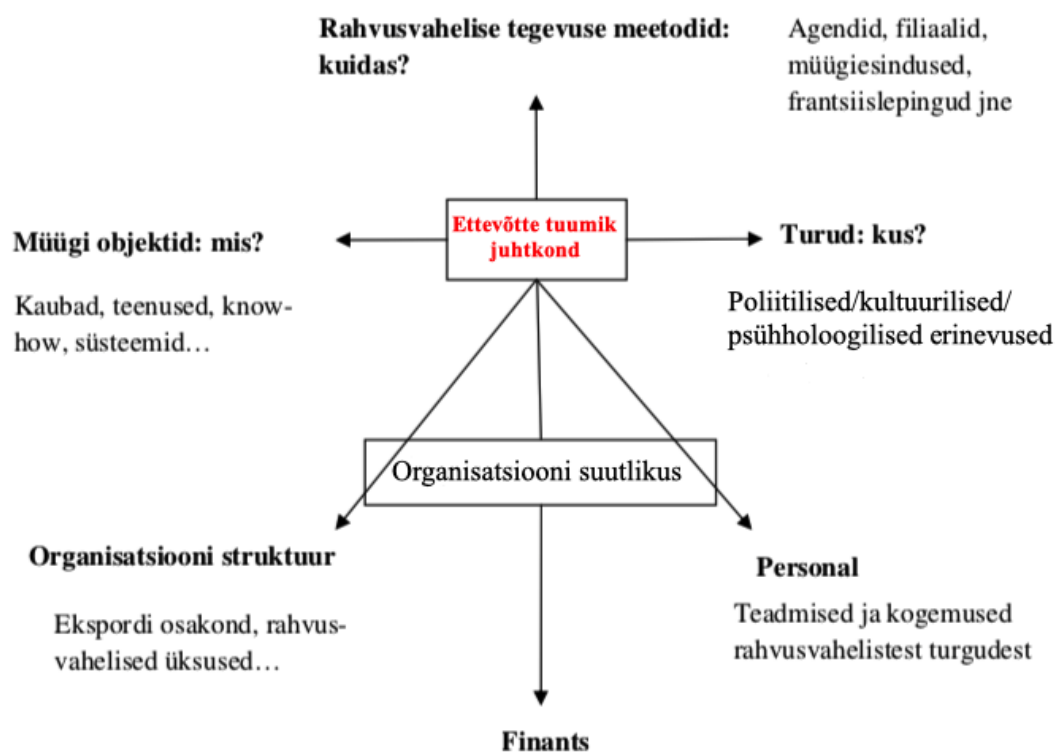 Rahvusvahelise tegevuse meetodid:
kuidas?
Agendid, filiaalid,
müügiesindused,
frantsiislepingud jne
Ettevõtte tuumik
juhtkond
Müügi objektid: mis?
Kaubad, teenused, know-
how, süsteemid…
Turud: kus?
Poliitilised/kultuurilised/
psühholoogilised erinevused
Organisatsiooni suutlikus
Organisatsiooni struktuur
Ekspordi osakond, rahvus-
vahelised üksused…
Personal
Teadmised ja kogemused
rahvusvahelistest turgudest
Finants